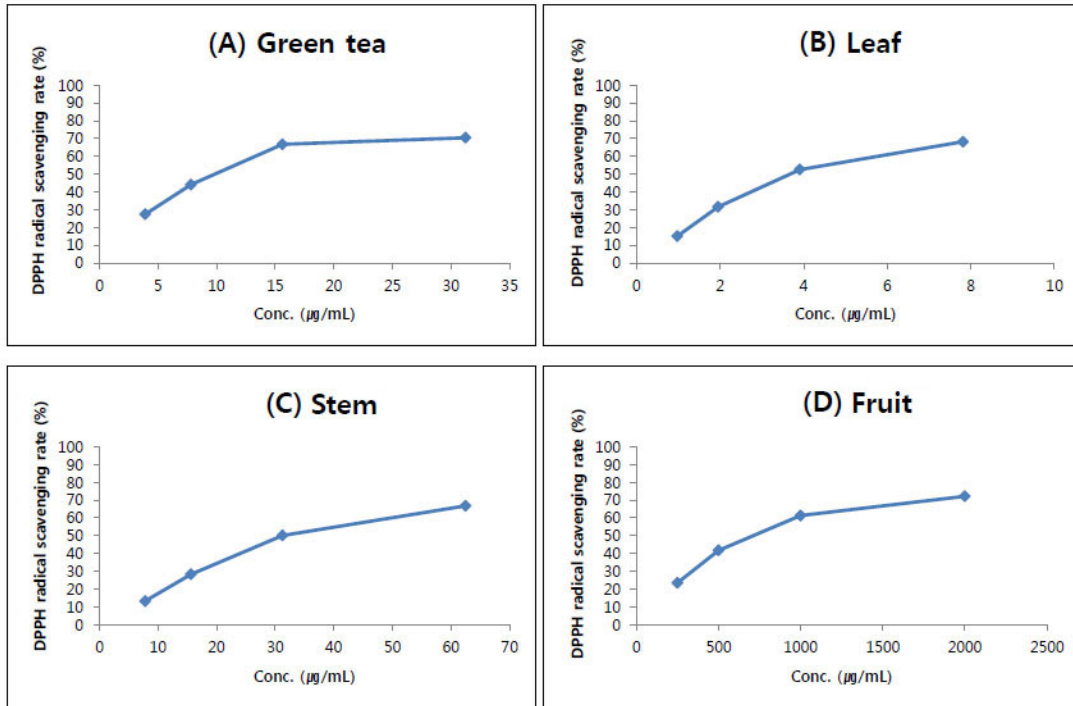 (A) Green tea
DPPH radical scavenging rate (%)
100
90
80
70
60
50
40
30
20
10
0
0 5 10 15 20 25 30 35
Conc. (㎍/mL)
(B) Leaf
DPPH radical scavenging rate (%)
100
90
80
70
60
50
40
30
20
10
0
0 2 4 6 8 10
Conc. (㎍/mL)
(C) Stem
DPPH radical scavenging rate (%)
100
90
80
70
60
50
40
30
20
10
0
0 10 20 30 40 50 60 70
Conc. (㎍/mL)
(D) Fruit
DPPH radical scavenging rate (%)
100
90
80
70
60
50
40
30
20
10
0
0 500 1000 1500 2000 2500
Conc. (㎍/mL)